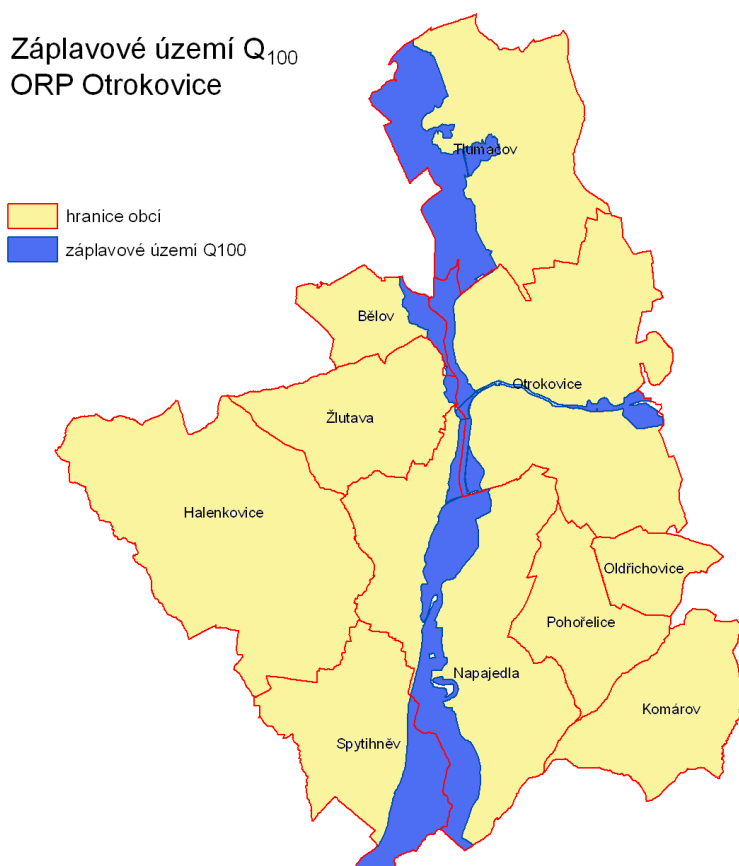 Záplavové území Q100
ORP Otrokovice
hranice obcí
záplavové území Q100
Tlumačov
Bělov
Otrokovice
Žlutava
Halenkovice
Oldřichovice
Pohořelice
Napajedla
Komárov
Spytihněv